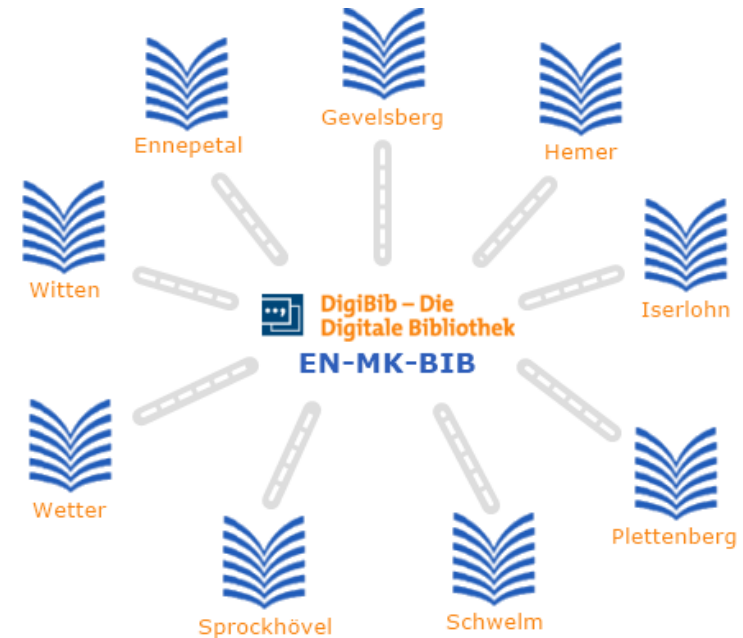 Gevelsberg
Ennepetal
Hemer
Witten
Iserlohn
DigiBib – Die
Digitale Bibliothek
EN-MK-BIB
Wetter
Plettenberg
Sprockhövel
Schwelm